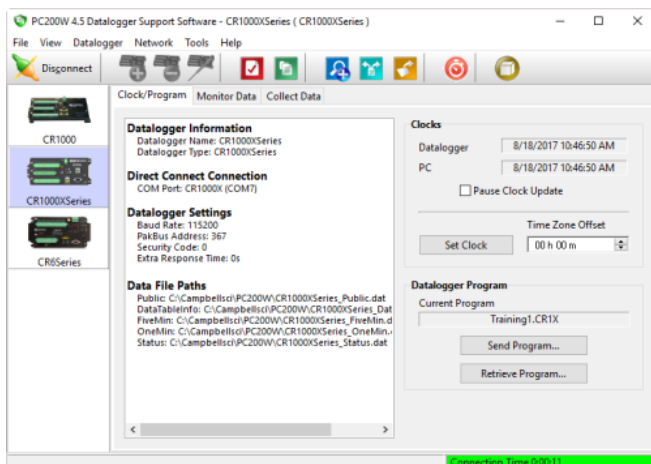 PC200W 4.5 Datalogger Support Software - CR1000XSeries ( CR1000XSeries )
File View Datalogger Network Tools Help
Disconnect
Clock/Program Monitor Data Collect Data
CR1000
CR1000XSeries
CR6Series
Datalogger Information
Datalogger Name: CR1000XSeries
Datalogger Type: CR1000XSeries
Direct Connect Connection
COM Port: CR1000X (COM7)
Datalogger Settings
Baud Rate: 115200
PakBus Address: 367
Security Code: 0
Extra Response Time: 0s
Data File Paths
Public: C:\Campbellsci\PC200W\CR1000XSeries_Public.dat
DataTableInfo: C:\Campbellsci\PC200W\CR1000XSeries_Dat
FiveMin: C:\Campbellsci\PC200W\CR1000XSeries_FiveMin.d
OneMin: C:\Campbellsci\PC200W\CR1000XSeries_OneMin.
Status: C:\Campbellsci\PC200W\CR1000XSeries_Status.dat
Clocks
Datalogger 8/18/2017 10:46:50 AM
PC 8/18/2017 10:46:50 AM
Pause Clock Update
Time Zone Offset
Set Clock 00 h 00 m
Datalogger Program
Current Program
Training1.CR1X
Send Program...
Retrieve Program...
Connection Time 0:00:11